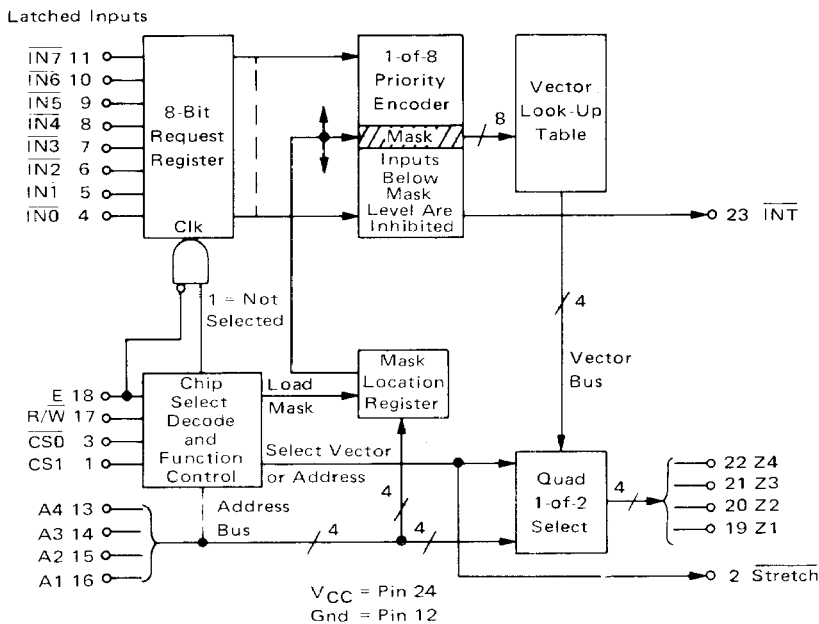 Latched Inputs
IN7 11
IN6 10
IN5 9
IN4 8
IN3 7
IN2 6
IN1 5
IN0 4
8-Bit
Request
Register
Clk
1-of-8
Priority
Encoder
Mask
Inputs
Below
Mask
Level Are
Inhibited
8
Vector
Look-Up
Table
23 INT
1 = Not
Selected
4
Vector
Bus
E 18
R/W 17
CS0 3
CS1 1
Chip
Select
Decode
and
Function
Control
Load
Mask
Mask
Location
Register
Select Vector
or Address
4
Quad
1-of-2
Select
4
22 Z4
21 Z3
20 Z2
19 Z1
A4 13
A3 14
A2 15
A1 16
Address
Bus
4
4
2 Stretch
VCC = Pin 24
Gnd = Pin 12